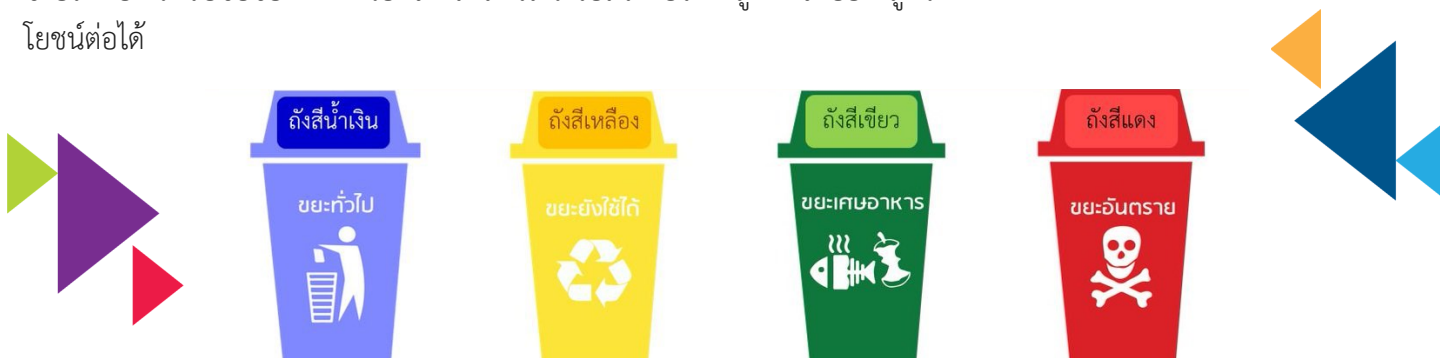 โยชน์ต่อได้
ถังสีน้ำเงิน
ถังสีเหลือง
ถังสีเขียว
ถังสีแดง
ขยะทั่วไป
ขยะยังใช้ได้
ขยะเศษอาหาร
ขยะอันตราย